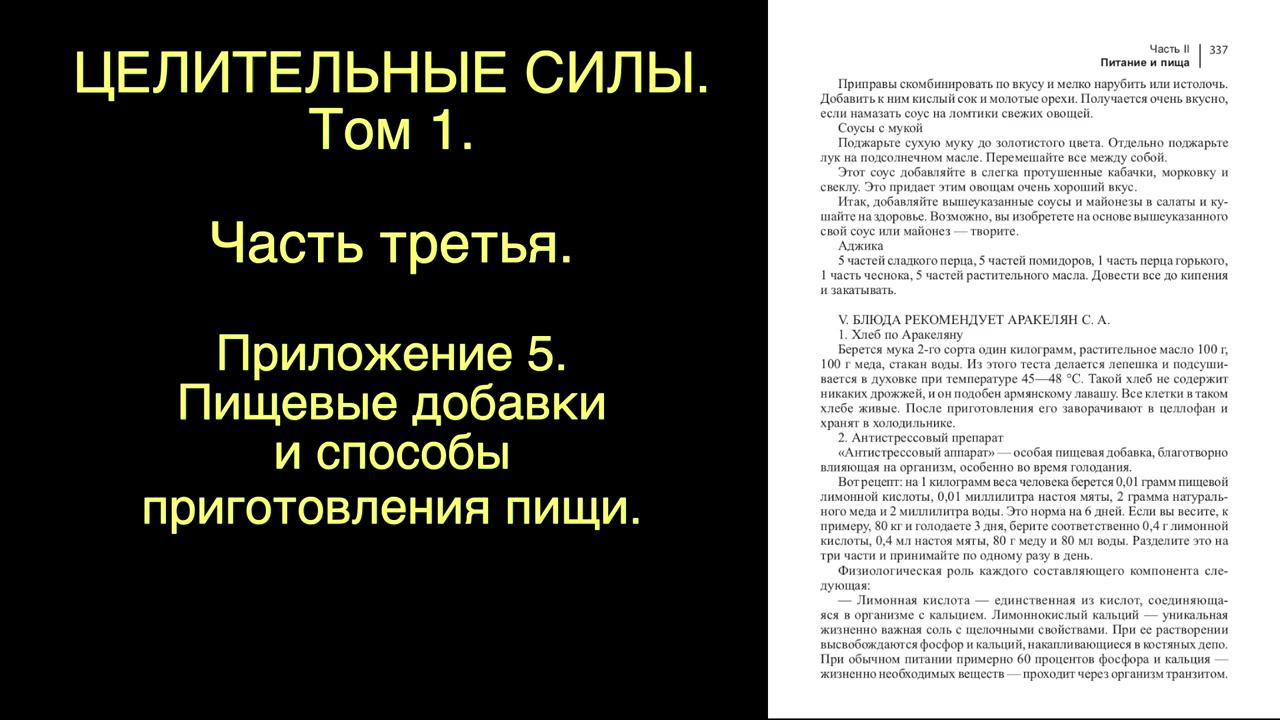 ЦЕЛИТЕЛЬНЫЕ СИЛЫ.
Том 1.
Часть третья.
Приложение 5.
Пищевые добавки
и способы
приготовления пищи.
Часть II 337
Питание и пища
Приправы скомбинировать по вкусу и мелко нарубить или истолочь.
Добавить к ним кислый сок и молотые орехи. Получается очень вкусно,
если намазать соус на ломтики свежих овощей.
Соусы с мукой
Поджарьте сухую муку до золотистого цвета. Отдельно поджарьте
лук на подсолнечном масле. Перемешайте все между собой.
Этот соус добавляйте в слегка протушенные кабачки, морковку и
свеклу. Это придает этим овощам очень хороший вкус.
Итак, добавляйте вышеуказанные соусы и майонезы в салаты и ку-
шайте на здоровье. Возможно, вы изобретете на основе вышеуказанного
свой соус или майонез — творите.
Аджика
5 частей сладкого перца, 5 частей помидоров, 1 часть перца горького,
1 часть чеснока, 5 частей растительного масла. Довести все до кипения
и закатывать.
V. БЛЮДА РЕКОМЕНДУЕТ АРАКЕЛЯН С. А.
1. Хлеб по Аракеляну
Берется мука 2-го сорта один килограмм, растительное масло 100 г,
100 г меда, стакан воды. Из этого теста делается лепешка и подсуши-
вается в духовке при температуре 45—48 °С. Такой хлеб не содержит
никаких дрожжей, и он подобен армянскому лавашу. Все клетки в таком
хлебе живые. После приготовления его заворачивают в целлофан и
хранят в холодильнике.
2. Антистрессовый препарат
«Антистрессовый аппарат» — особая пищевая добавка, благотворно
влияющая на организм, особенно во время голодания.
Вот рецепт: на 1 килограмм веса человека берется 0,01 грамм пищевой
лимонной кислоты, 0,01 миллилитра настоя мяты, 2 грамма натураль-
ного меда и 2 миллилитра воды. Это норма на 6 дней. Если вы весите, к
примеру, 80 кг и голодаете 3 дня, берите соответственно 0,4 г лимонной
кислоты, 0,4 мл настоя мяты, 80 г меду и 80 мл воды. Разделите это на
три части и принимайте по одному разу в день.
Физиологическая роль каждого составляющего компонента сле-
дующая:
— Лимонная кислота — единственная из кислот, соединяюща-
яся в организме с кальцием. Лимоннокислый кальций — уникальная
жизненно важная соль с щелочными свойствами. При ее растворении
высвобождаются фосфор и кальций, накапливающиеся в костяных депо.
При обычном питании примерно 60 процентов фосфора и кальция —
жизненно необходимых веществ — проходит через организм транзитом.